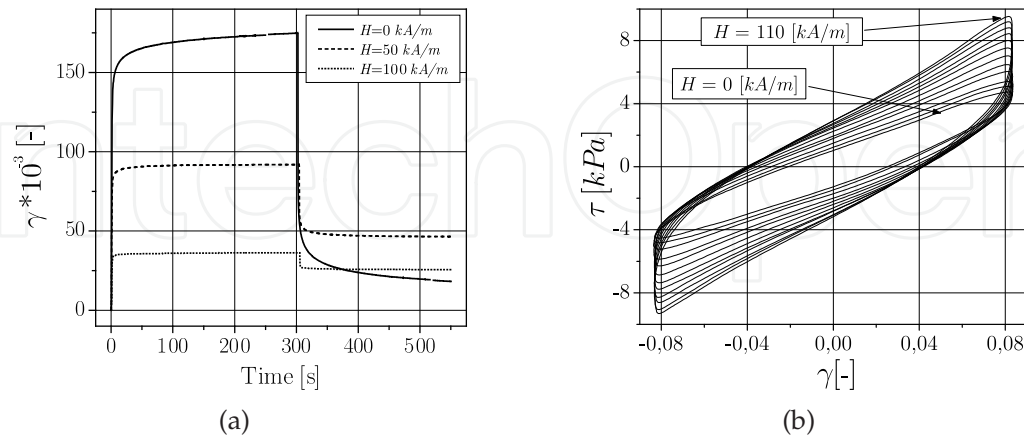 H=0 kA/m
H=50 kA/m
H=100 kA/m
150
100
50
0
γ*10⁻³ [-]
0 100 200 300 400 500
Time [s]
(a)
H = 110 [kA/m]
H = 0 [kA/m]
8
4
0
-4
-8
τ [kPa]
-0,08 -0,04 0,00 0,04 0,08
γ[-]
(b)
ntechOpen